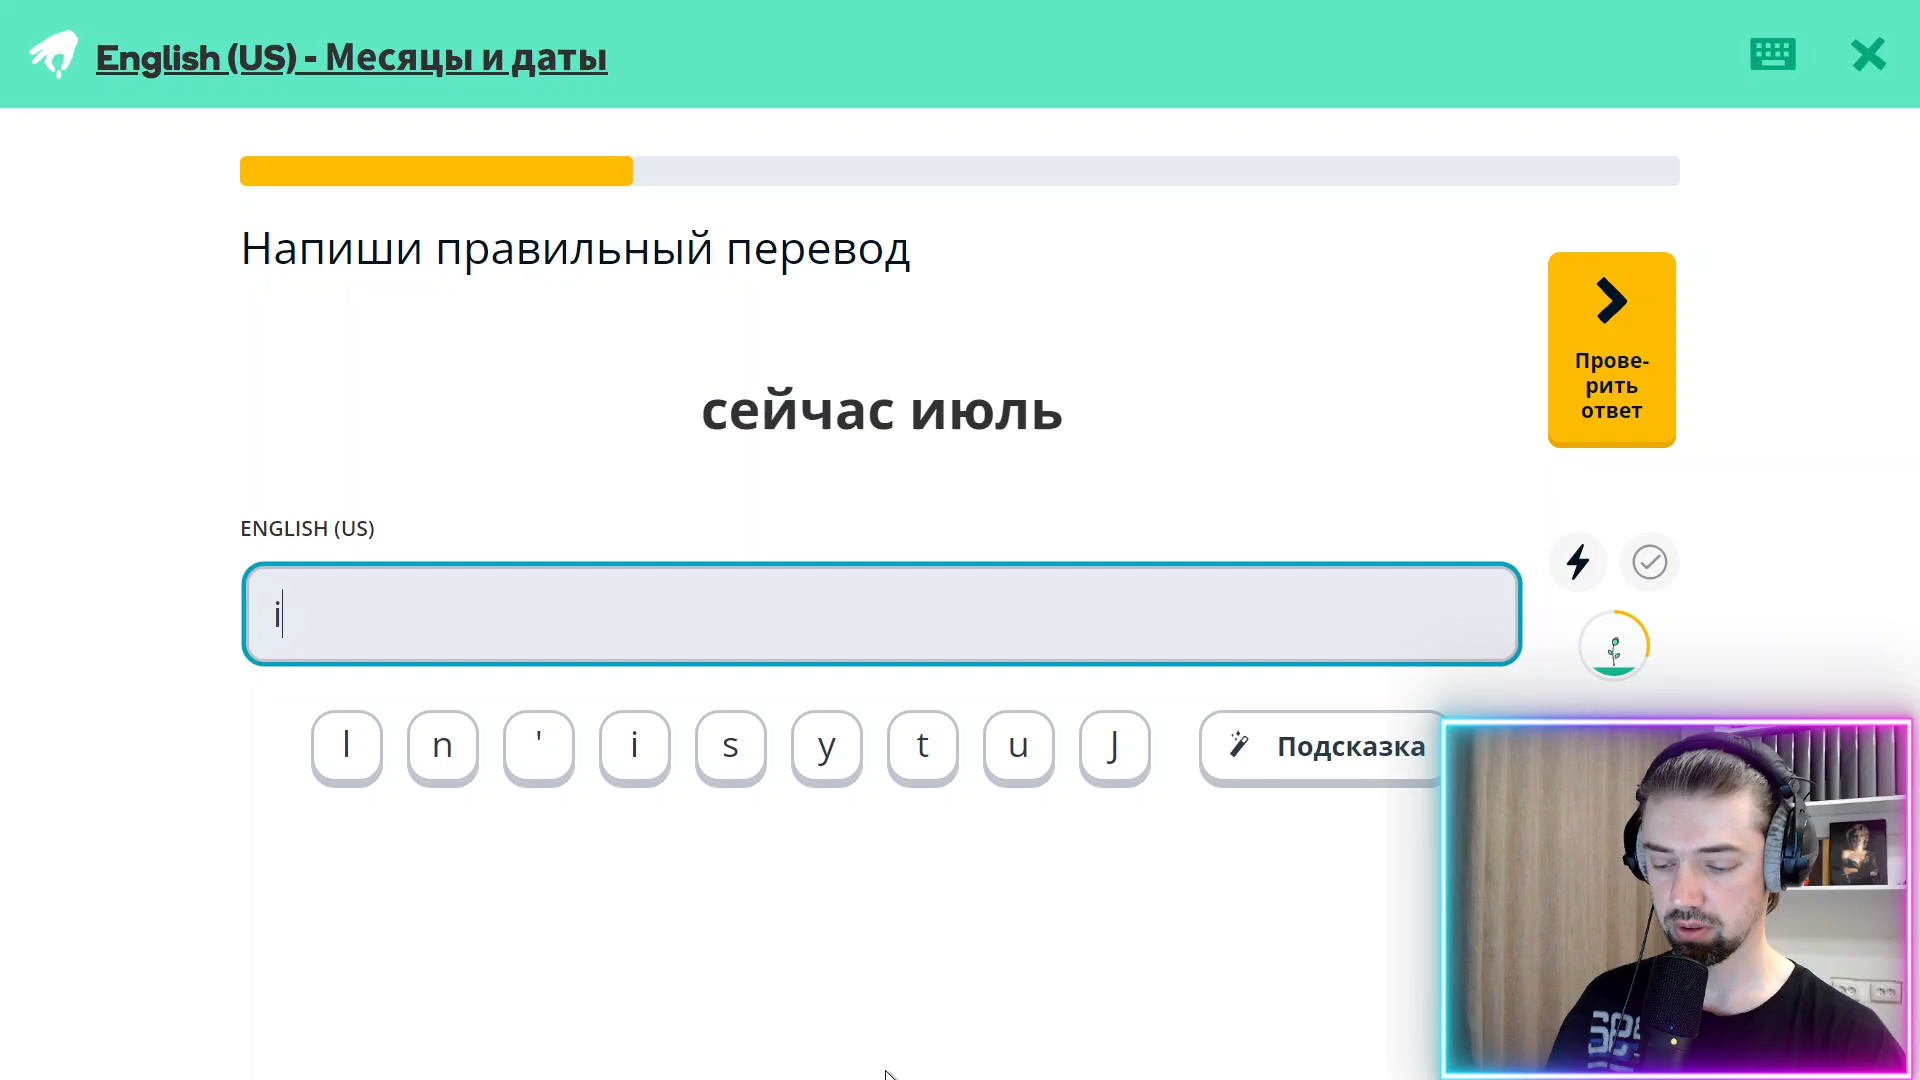 English (US) - Месяцы и даты
Напиши правильный перевод
сейчас июль
Прове-
рить
ответ
ENGLISH (US)
i
l n ' i s y t u J Подсказка